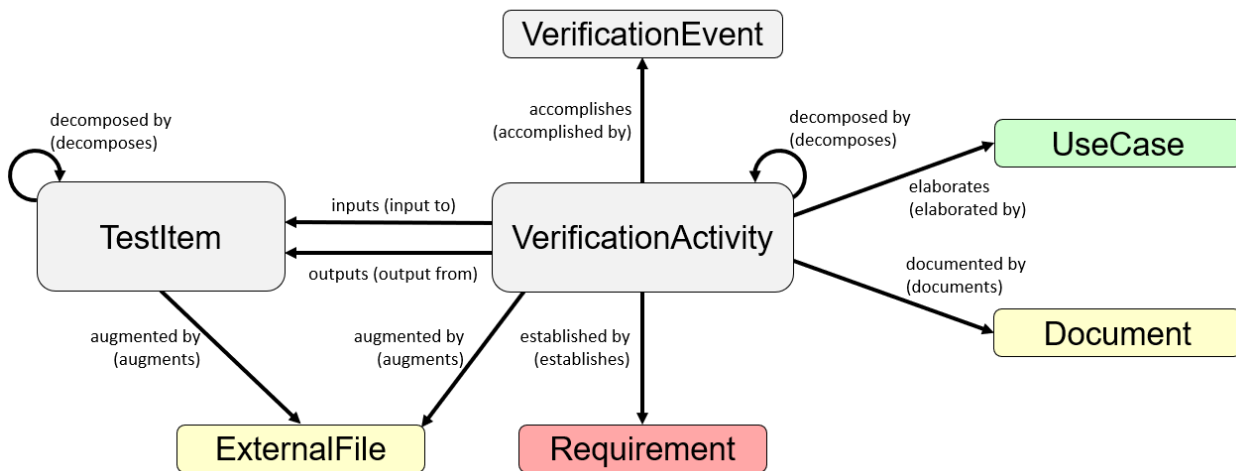 VerificationEvent
accomplishes
(accomplished by)
decomposed by
(decomposes)
decomposed by
(decomposes)
UseCase
elaborates
(elaborated by)
TestItem
inputs (input to)
VerificationActivity
outputs (output from)
documented by
(documents)
Document
augmented by
(augments)
augmented by
(augments)
established by
(establishes)
ExternalFile
Requirement